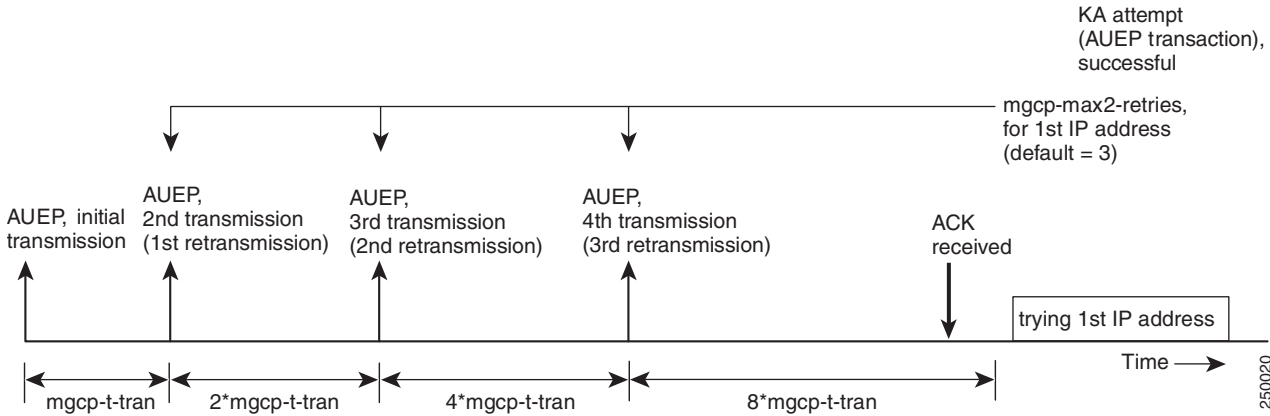 KA attempt
(AUEP transaction),
successful
mgcp-max2-retries,
for 1st IP address
(default = 3)
AUEP, initial
transmission
AUEP,
2nd transmission
(1st retransmission)
AUEP,
3rd transmission
(2nd retransmission)
AUEP,
4th transmission
(3rd retransmission)
ACK
received
trying 1st IP address
Time
mgcp-t-tran
2*mgcp-t-tran
4*mgcp-t-tran
8*mgcp-t-tran
250020